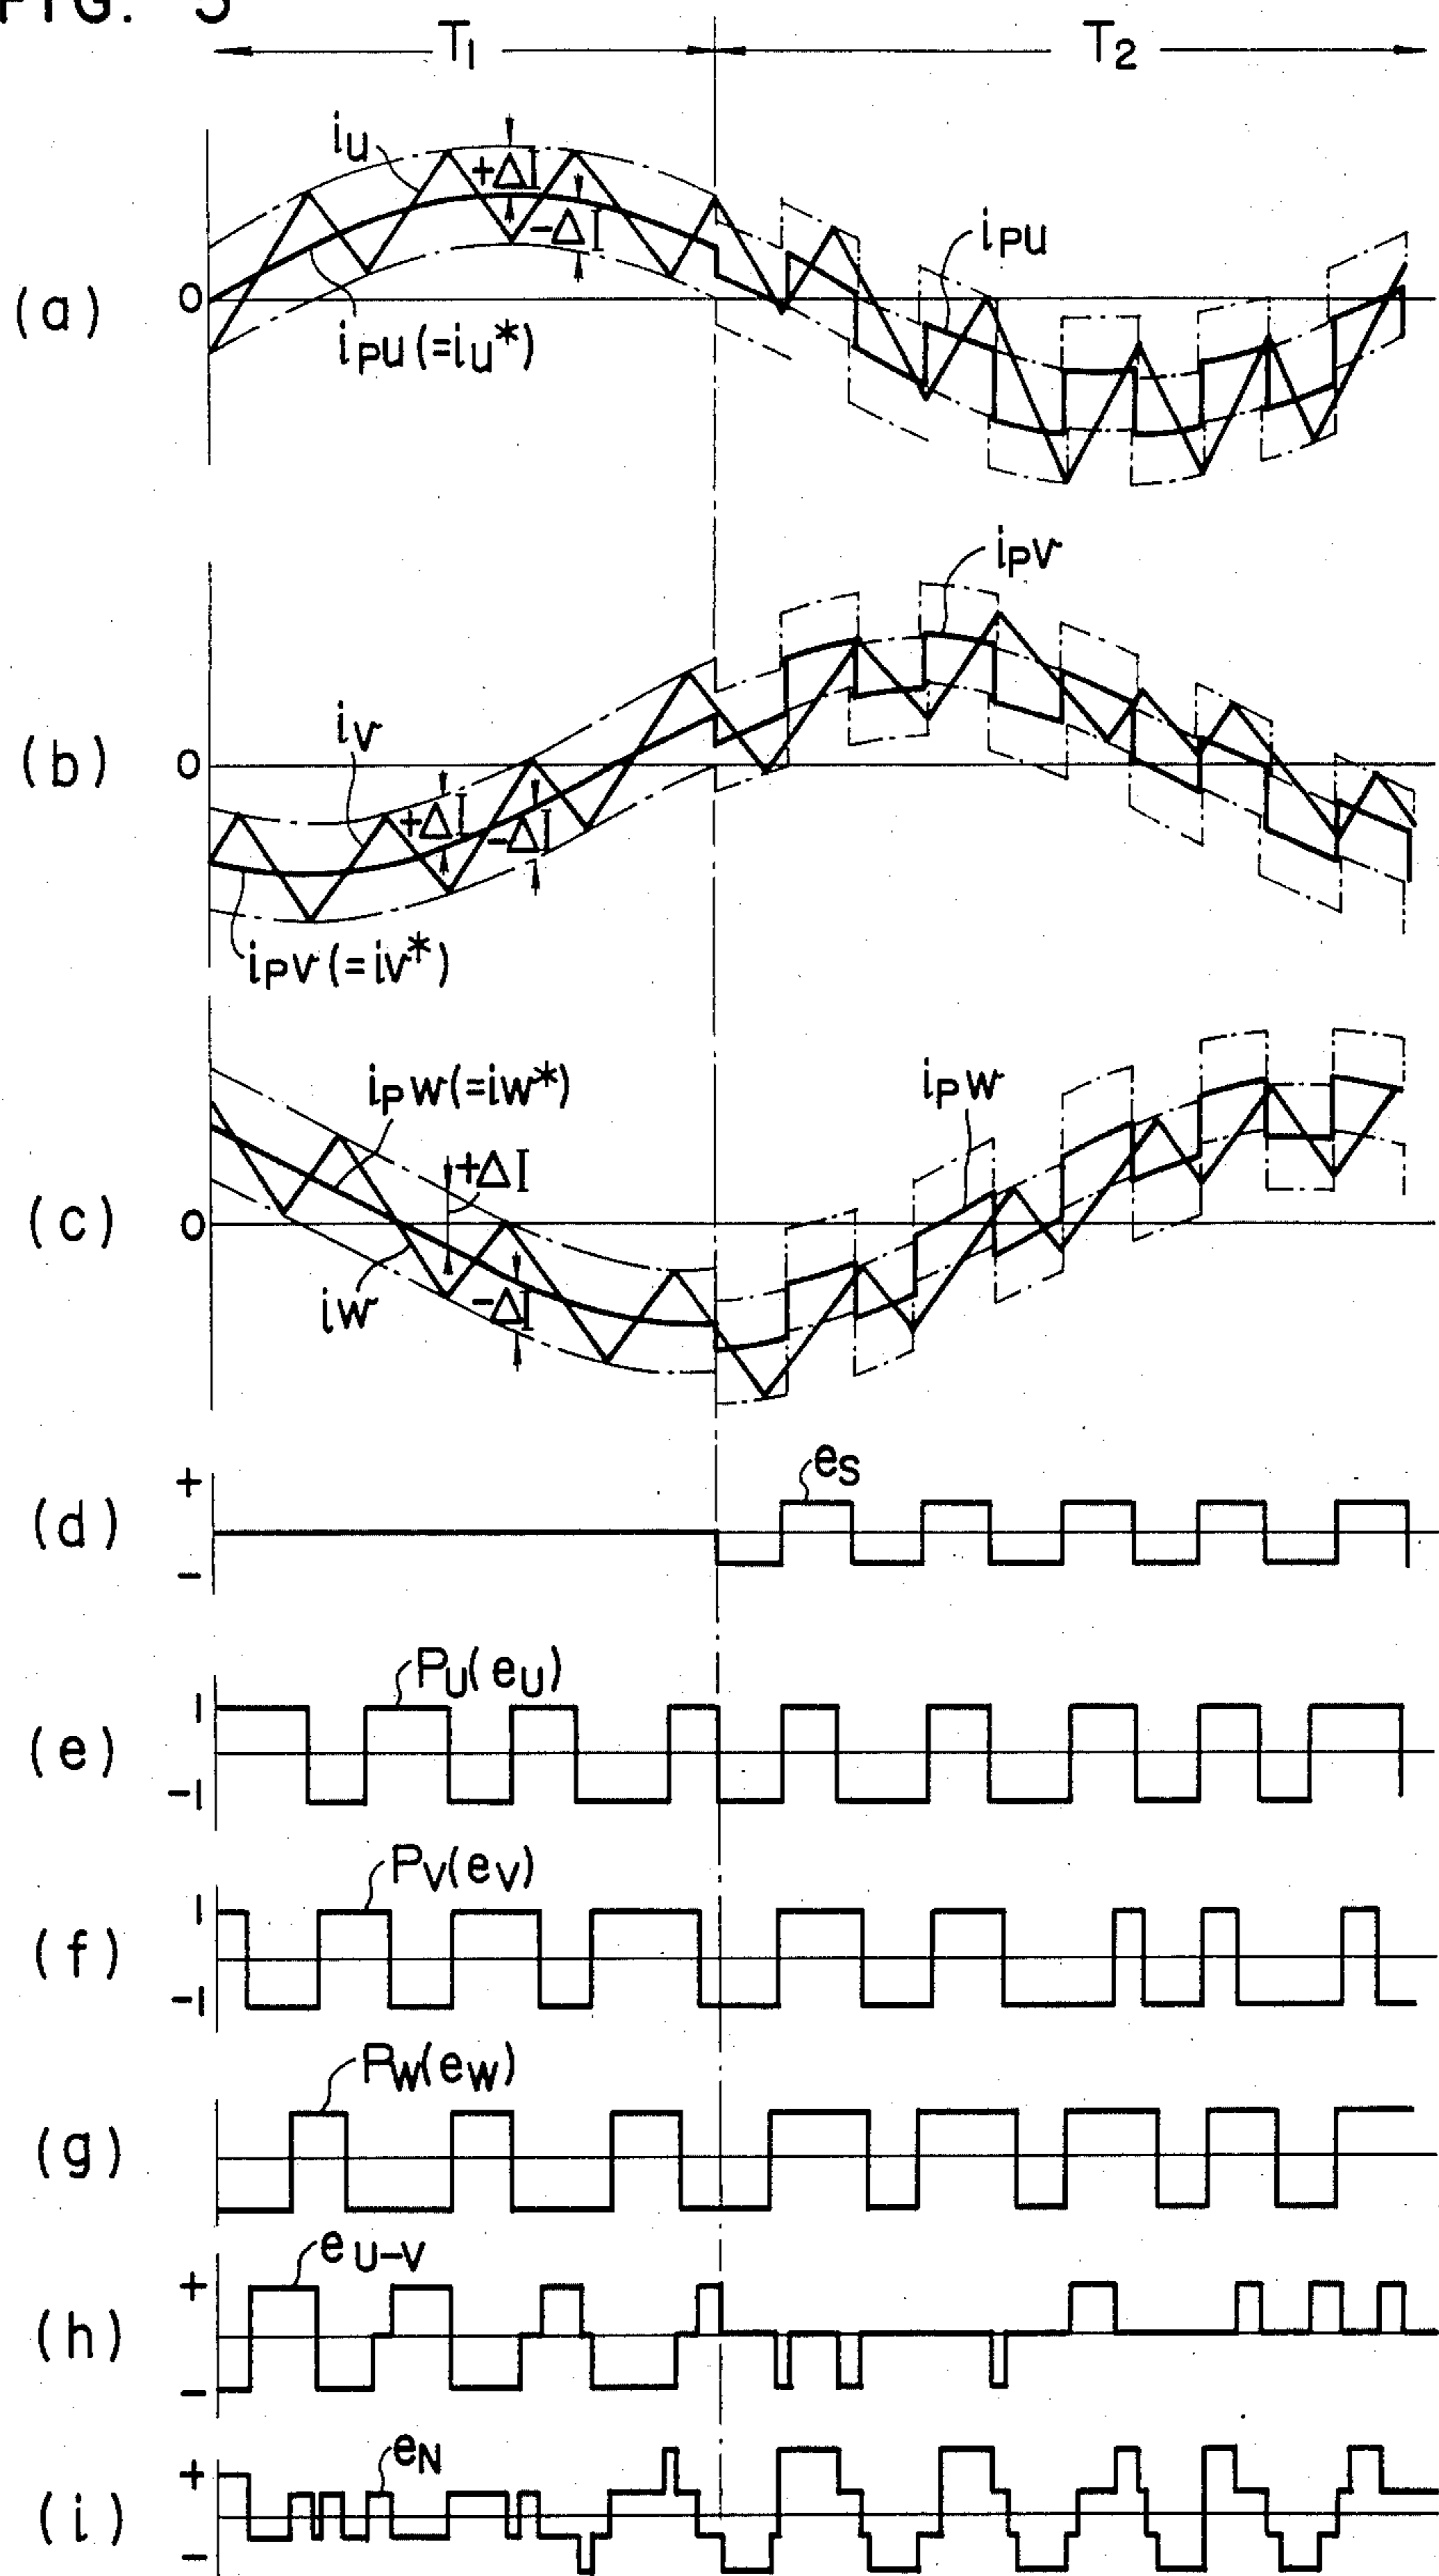 FIG. 5
T1 T2
(a)
iU
+ΔI
-ΔI
iPU
0
iPU(=iU*)
(b)
iPV
iV
0
+ΔI
-ΔI
iPV(=iV*)
(c)
iPW(=iW*)
iPW
+ΔI
0
iW
-ΔI
(d)
+
eS
-
(e)
PU(eU)
1
-1
(f)
PV(eV)
1
-1
(g)
PW(eW)
(h)
eU-V
+
-
(i)
eN
+
-